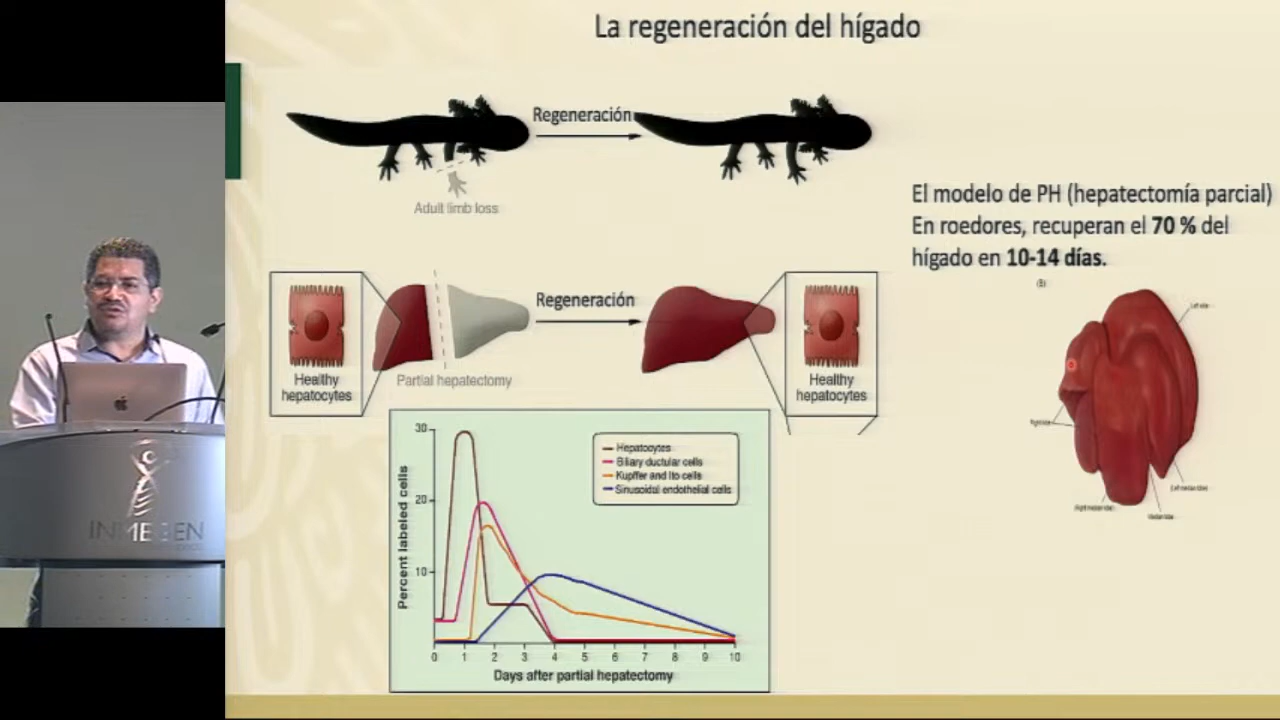 La regeneración del hígado
Regeneración
Adult limb loss
El modelo de PH (hepatectomía parcial)
En roedores, recuperan el 70 % del
hígado en 10-14 días.
(B)
Regeneración
Healthy
hepatocytes
Partial hepatectomy
Healthy
hepatocytes
30
20
10
Percent labeled cells
Hepatocytes
Biliary ductular cells
Kupffer and Ito cells
Sinusoidal endothelial cells
0 1 2 3 4 5 6 7 8 9 10
Days after partial hepatectomy
INMEGEN